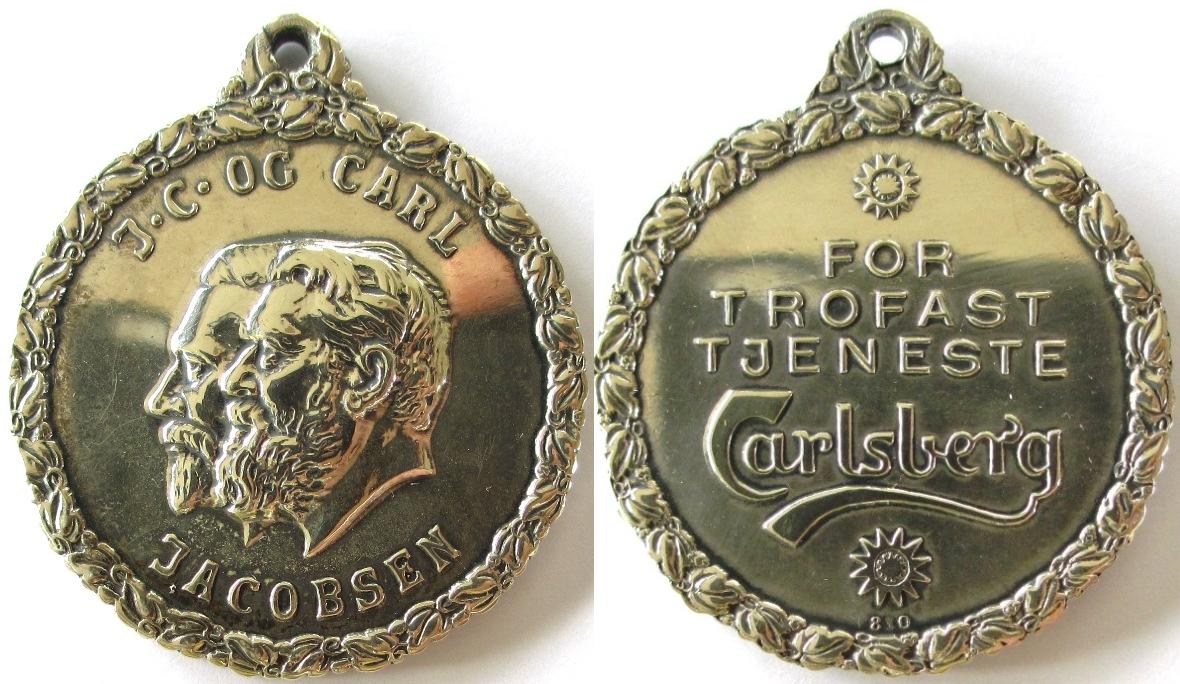 J·C· OG CARL
JACOBSEN
FOR
TROFAST
TJENESTE
Carlsberg
830